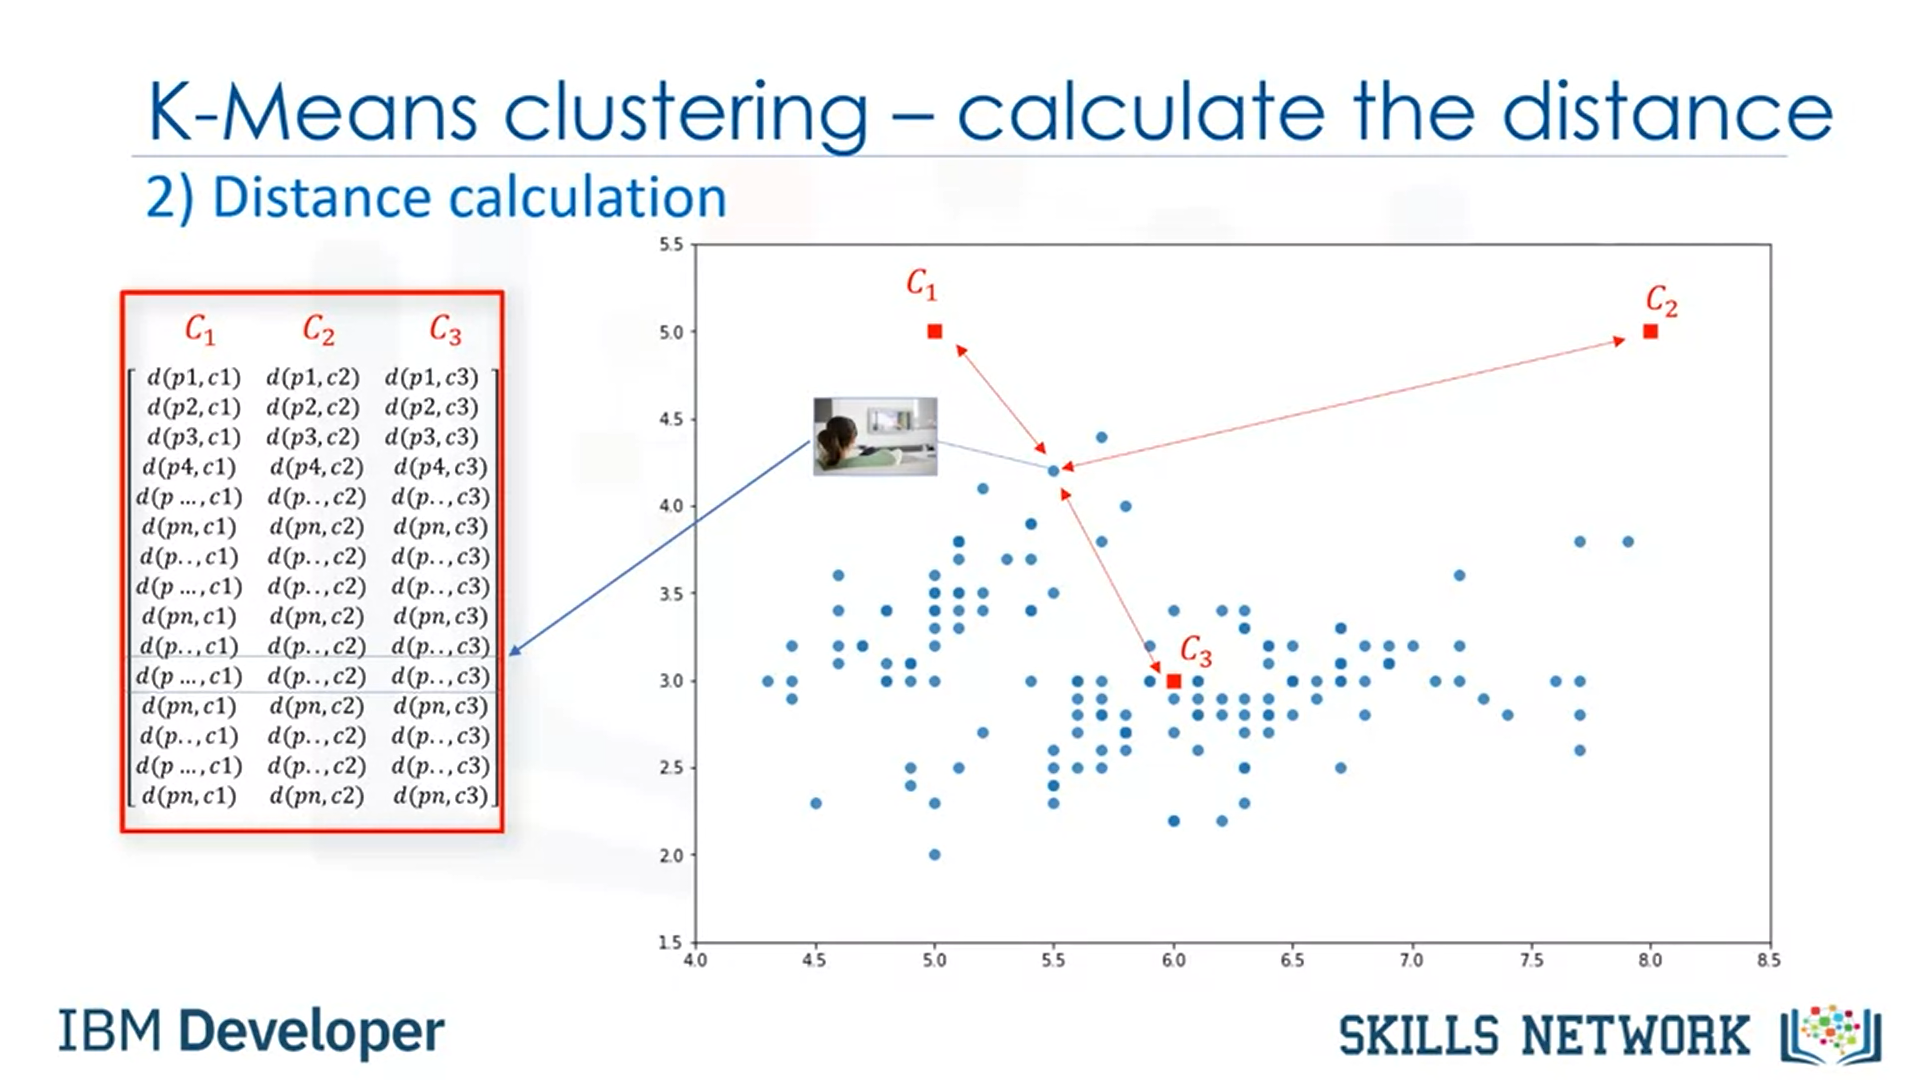 K-Means clustering – calculate the distance
2) Distance calculation
C1 C2 C3
d(p1,c1) d(p1,c2) d(p1,c3)
d(p2,c1) d(p2,c2) d(p2,c3)
d(p3,c1) d(p3,c2) d(p3,c3)
d(p4,c1) d(p4,c2) d(p4,c3)
d(p ...,c1) d(p..,c2) d(p..,c3)
d(pn,c1) d(pn,c2) d(pn,c3)
d(p..,c1) d(p..,c2) d(p..,c3)
d(p ...,c1) d(p..,c2) d(p..,c3)
d(pn,c1) d(pn,c2) d(pn,c3)
d(p..,c1) d(p..,c2) d(p..,c3)
d(p ...,c1) d(p..,c2) d(p..,c3)
d(pn,c1) d(pn,c2) d(pn,c3)
d(p..,c1) d(p..,c2) d(p..,c3)
d(p ...,c1) d(p..,c2) d(p..,c3)
d(pn,c1) d(pn,c2) d(pn,c3)
5.5
5.0
4.5
4.0
3.5
3.0
2.5
2.0
1.5
C1
C2
C3
4.0 4.5 5.0 5.5 6.0 6.5 7.0 7.5 8.0 8.5
IBM Developer
SKILLS NETWORK